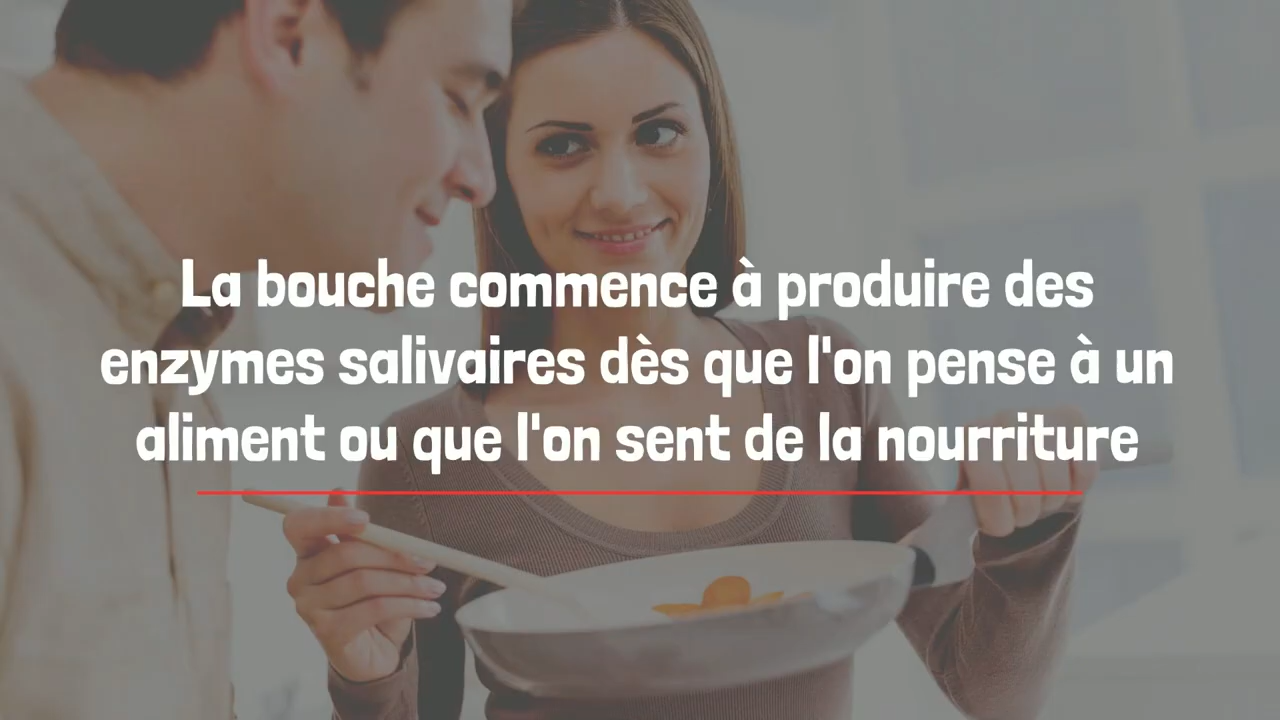 La bouche commence à produire des
enzymes salivaires dès que l'on pense à un
aliment ou que l'on sent de la nourriture